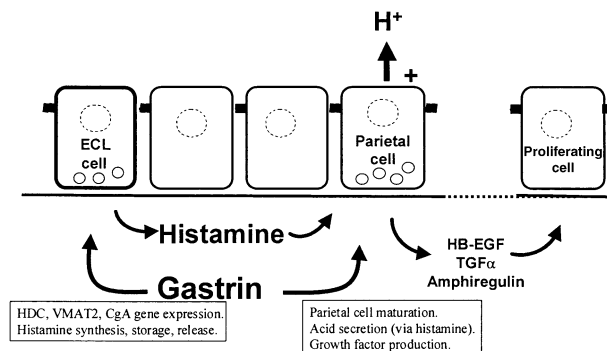 H+
+
ECL
cell
Parietal
cell
Proliferating
cell
Histamine
HB-EGF
TGFα
Amphiregulin
Gastrin
HDC, VMAT2, CgA gene expression.
Histamine synthesis, storage, release.
Parietal cell maturation.
Acid secretion (via histamine).
Growth factor production.